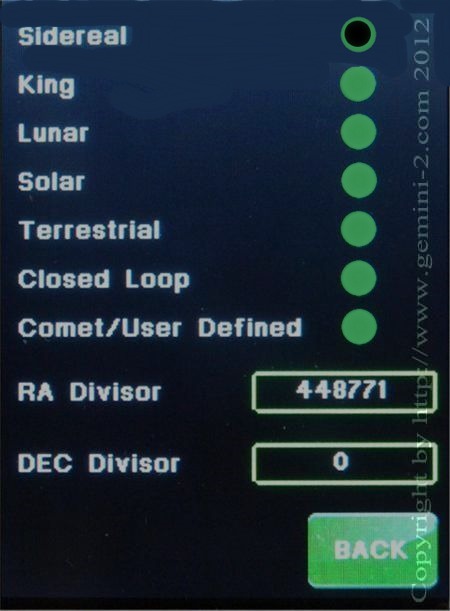 Sidereal
King
Lunar
Solar
Terrestrial
Closed Loop
Comet/User Defined
RA Divisor 448771
DEC Divisor 0
BACK
Copyright by http://www.gemini-2.com 2012